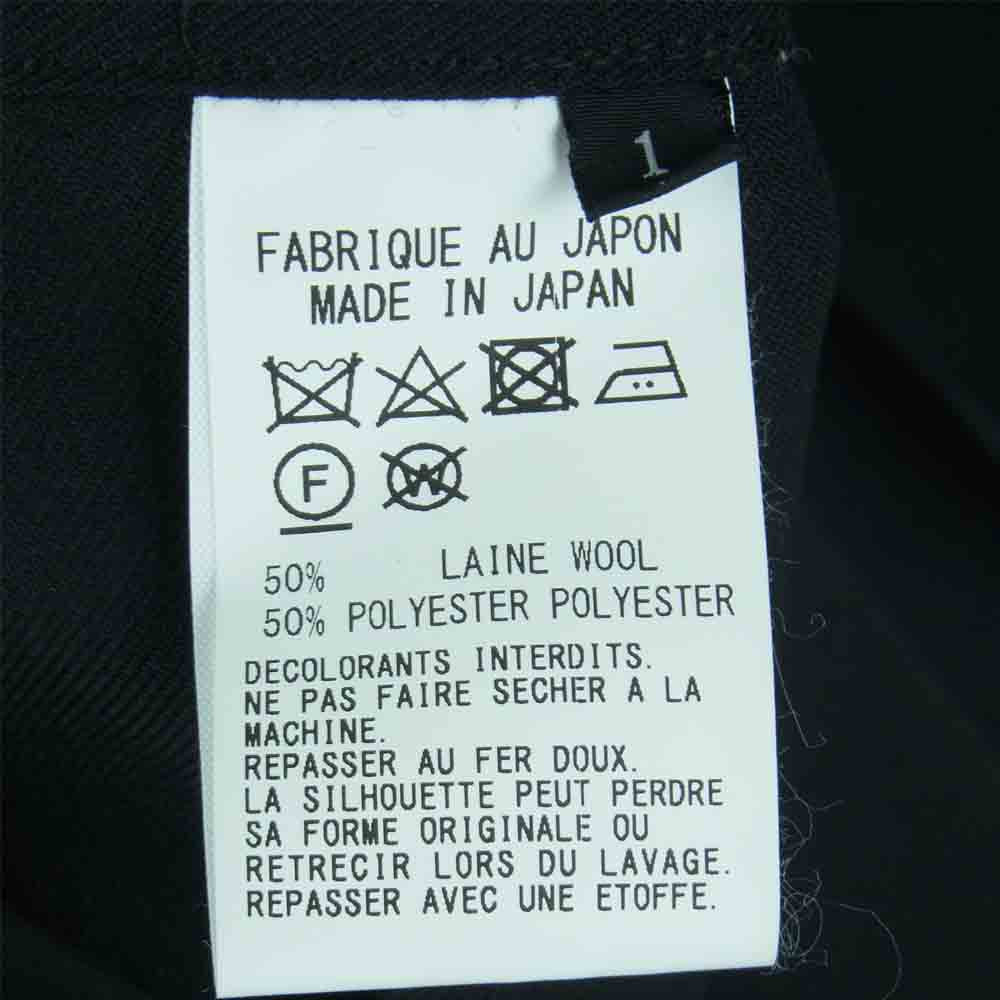 1
FABRIQUE AU JAPON
MADE IN JAPAN
F W
50% LAINE WOOL
50% POLYESTER POLYESTER
DECOLORANTS INTERDITS.
NE PAS FAIRE SECHER A LA
MACHINE.
REPASSER AU FER DOUX.
LA SILHOUETTE PEUT PERDRE
SA FORME ORIGINALE OU
RETRECIR LORS DU LAVAGE.
REPASSER AVEC UNE ETOFFE.